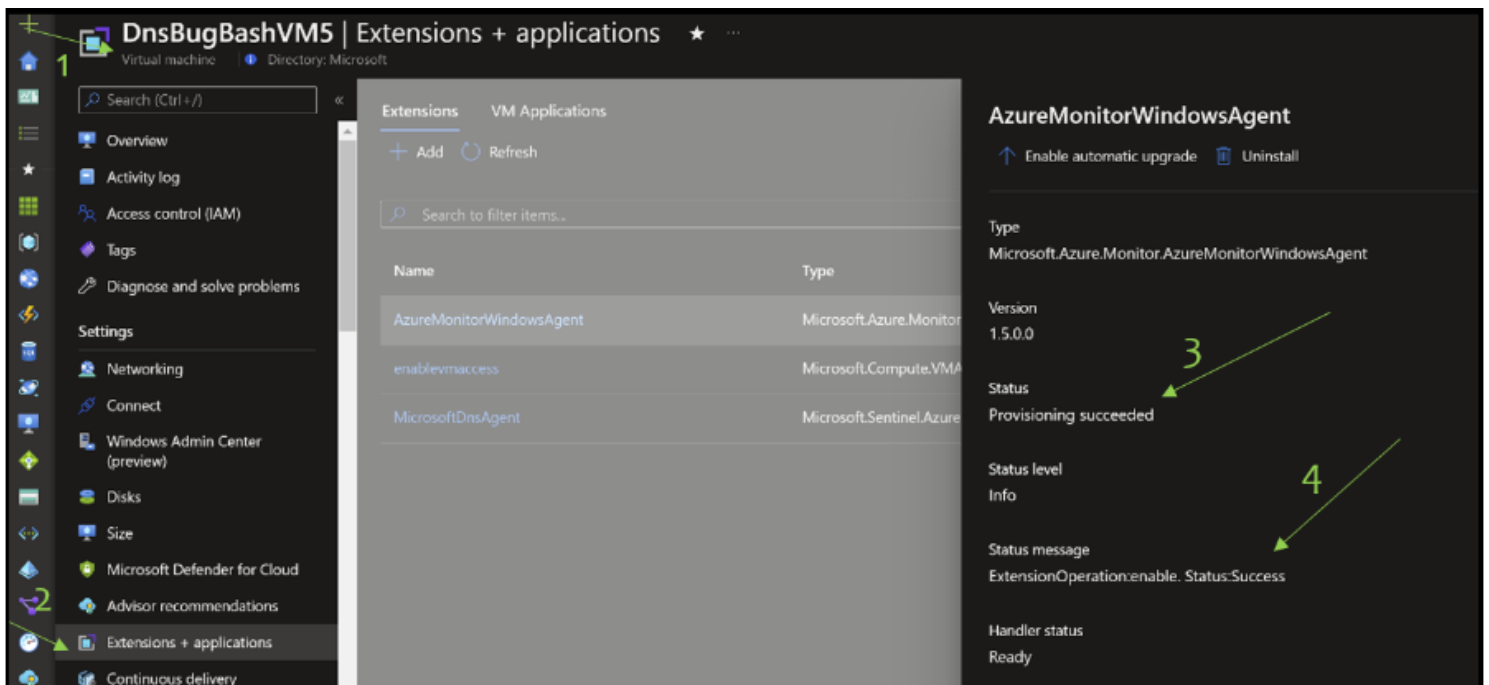 DnsBugBashVM5 | Extensions + applications
Virtual machine
Directory: Microsoft
1
Search (Ctrl+/)
«
Overview
Activity log
Access control (IAM)
Tags
Diagnose and solve problems
Settings
Networking
Connect
Windows Admin Center
(preview)
Disks
Size
Microsoft Defender for Cloud
Advisor recommendations
2
Extensions + applications
Continuous delivery
Extensions VM Applications
Add Refresh
Search to filter items...
Name Type
AzureMonitorWindowsAgent Microsoft.Azure.Monitor
enablevmaccess Microsoft.Compute.VMA
MicrosoftDnsAgent Microsoft.Sentinel.Azure
AzureMonitorWindowsAgent
Enable automatic upgrade Uninstall
Type
Microsoft.Azure.Monitor.AzureMonitorWindowsAgent
Version
1.5.0.0
3
Status
Provisioning succeeded
Status level
Info
4
Status message
ExtensionOperation:enable. Status:Success
Handler status
Ready